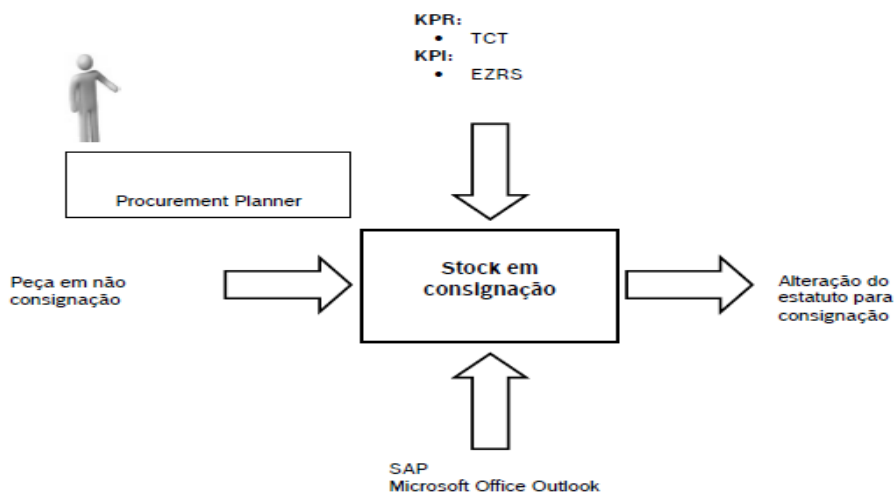 KPR:
• TCT
KPI:
• EZRS
Procurement Planner
Peça em não
consignação
Stock em
consignação
Alteração do
estatuto para
consignação
SAP
Microsoft Office Outlook